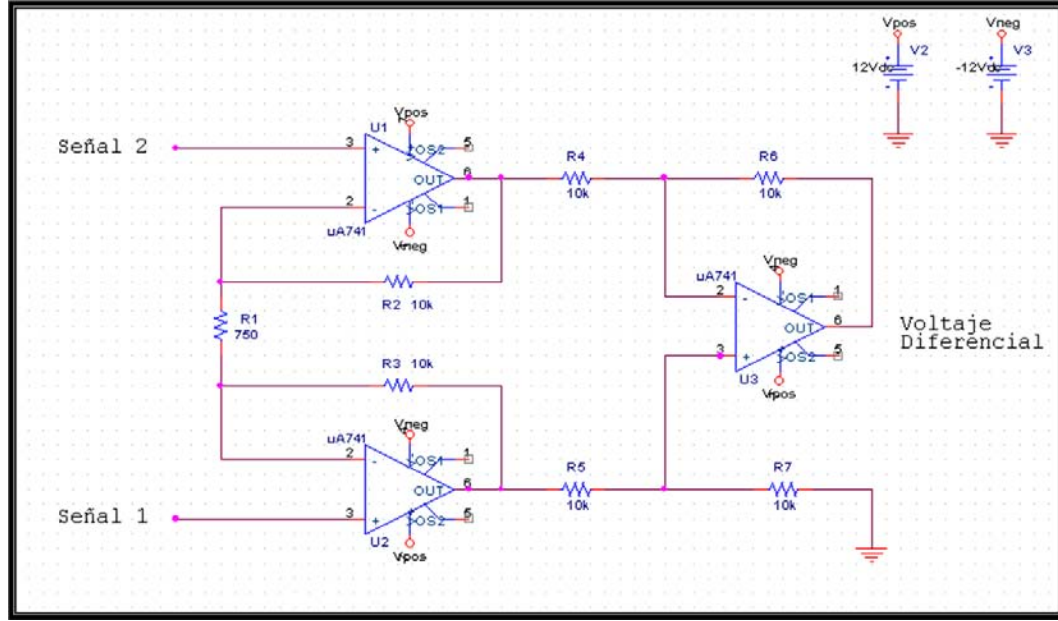 Vpos
Vneg
V2
V3
12Vdc
-12Vdc
+
-
+
-
Señal 2
Vpos
U1
3
+
OS2
5
OUT
6
2
-
OS1
1
uA741
Vneg
R4
10k
R6
10k
R2 10k
R1
750
R3 10k
Vneg
uA741
2
-
OS1
1
OUT
6
3
+
OS2
5
U2
Vpos
Señal 1
R5
10k
R7
10k
Vneg
uA741
2
-
OS1
1
OUT
6
3
+
OS2
5
U3
Vpos
Voltaje
Diferencial